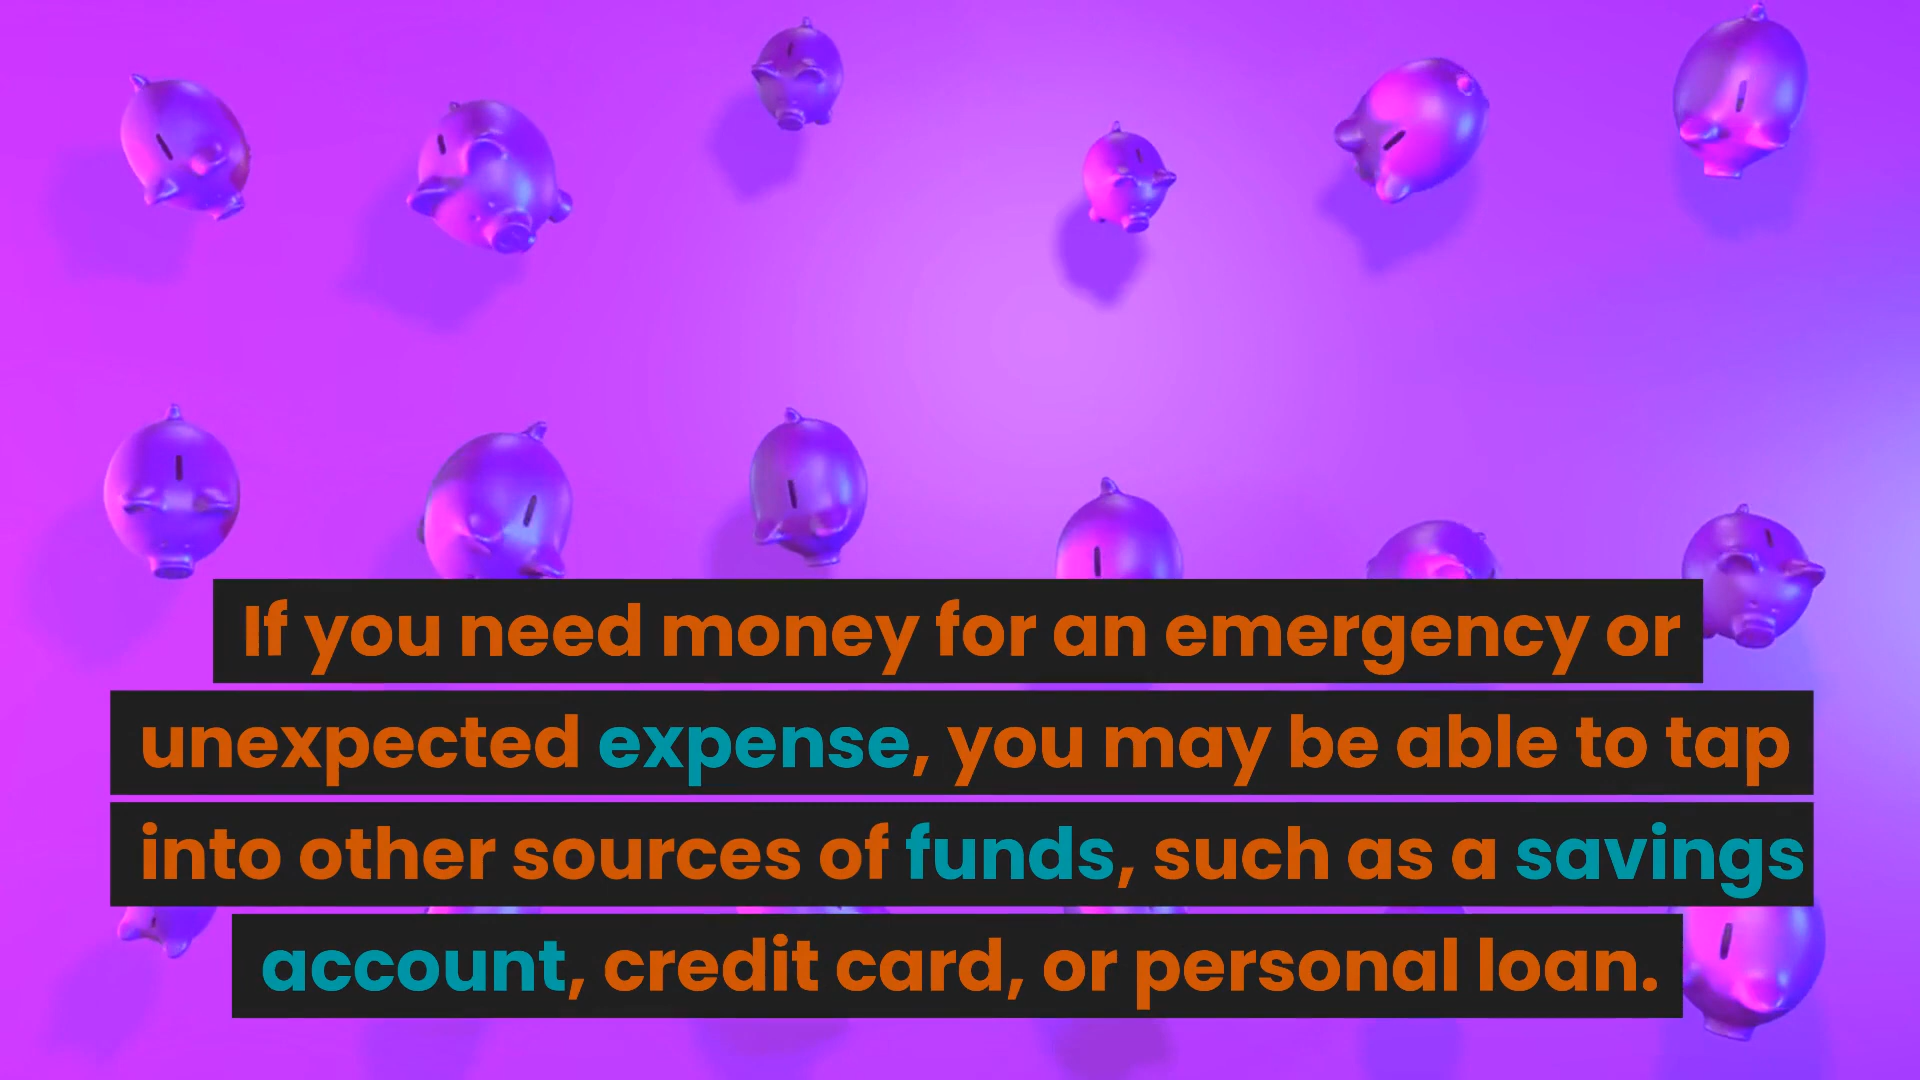 If you need money for an emergency or
unexpected expense, you may be able to tap
into other sources of funds, such as a savings
account, credit card, or personal loan.